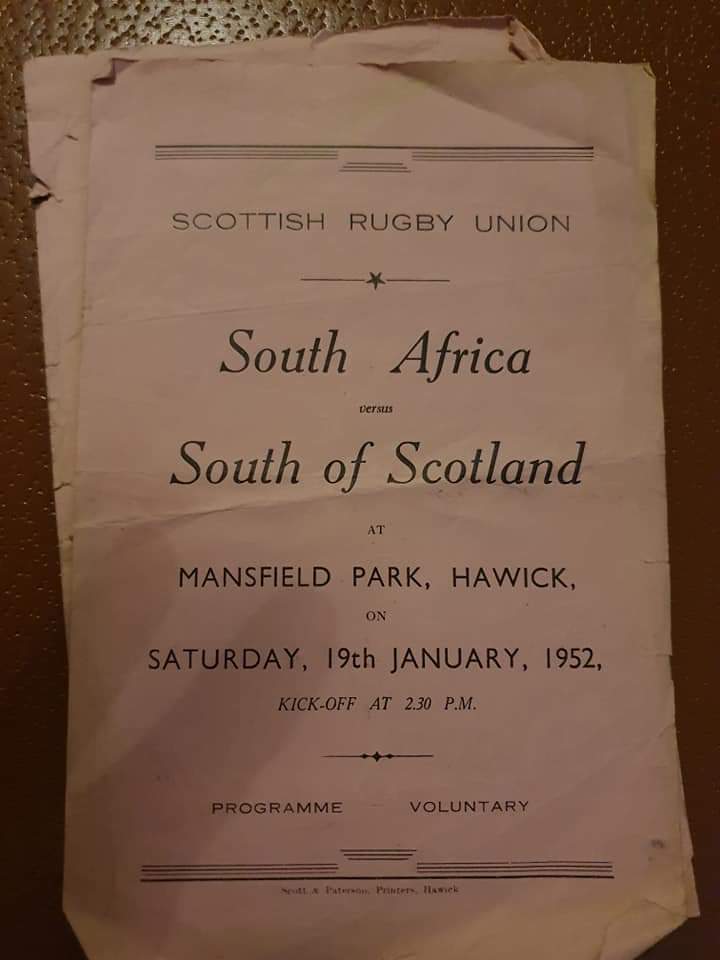 SCOTTISH RUGBY UNION
South Africa
versus
South of Scotland
AT
MANSFIELD PARK, HAWICK,
ON
SATURDAY, 19th JANUARY, 1952,
KICK-OFF AT 2.30 P.M.
PROGRAMME - VOLUNTARY
Scott & Paterson, Printers, Hawick